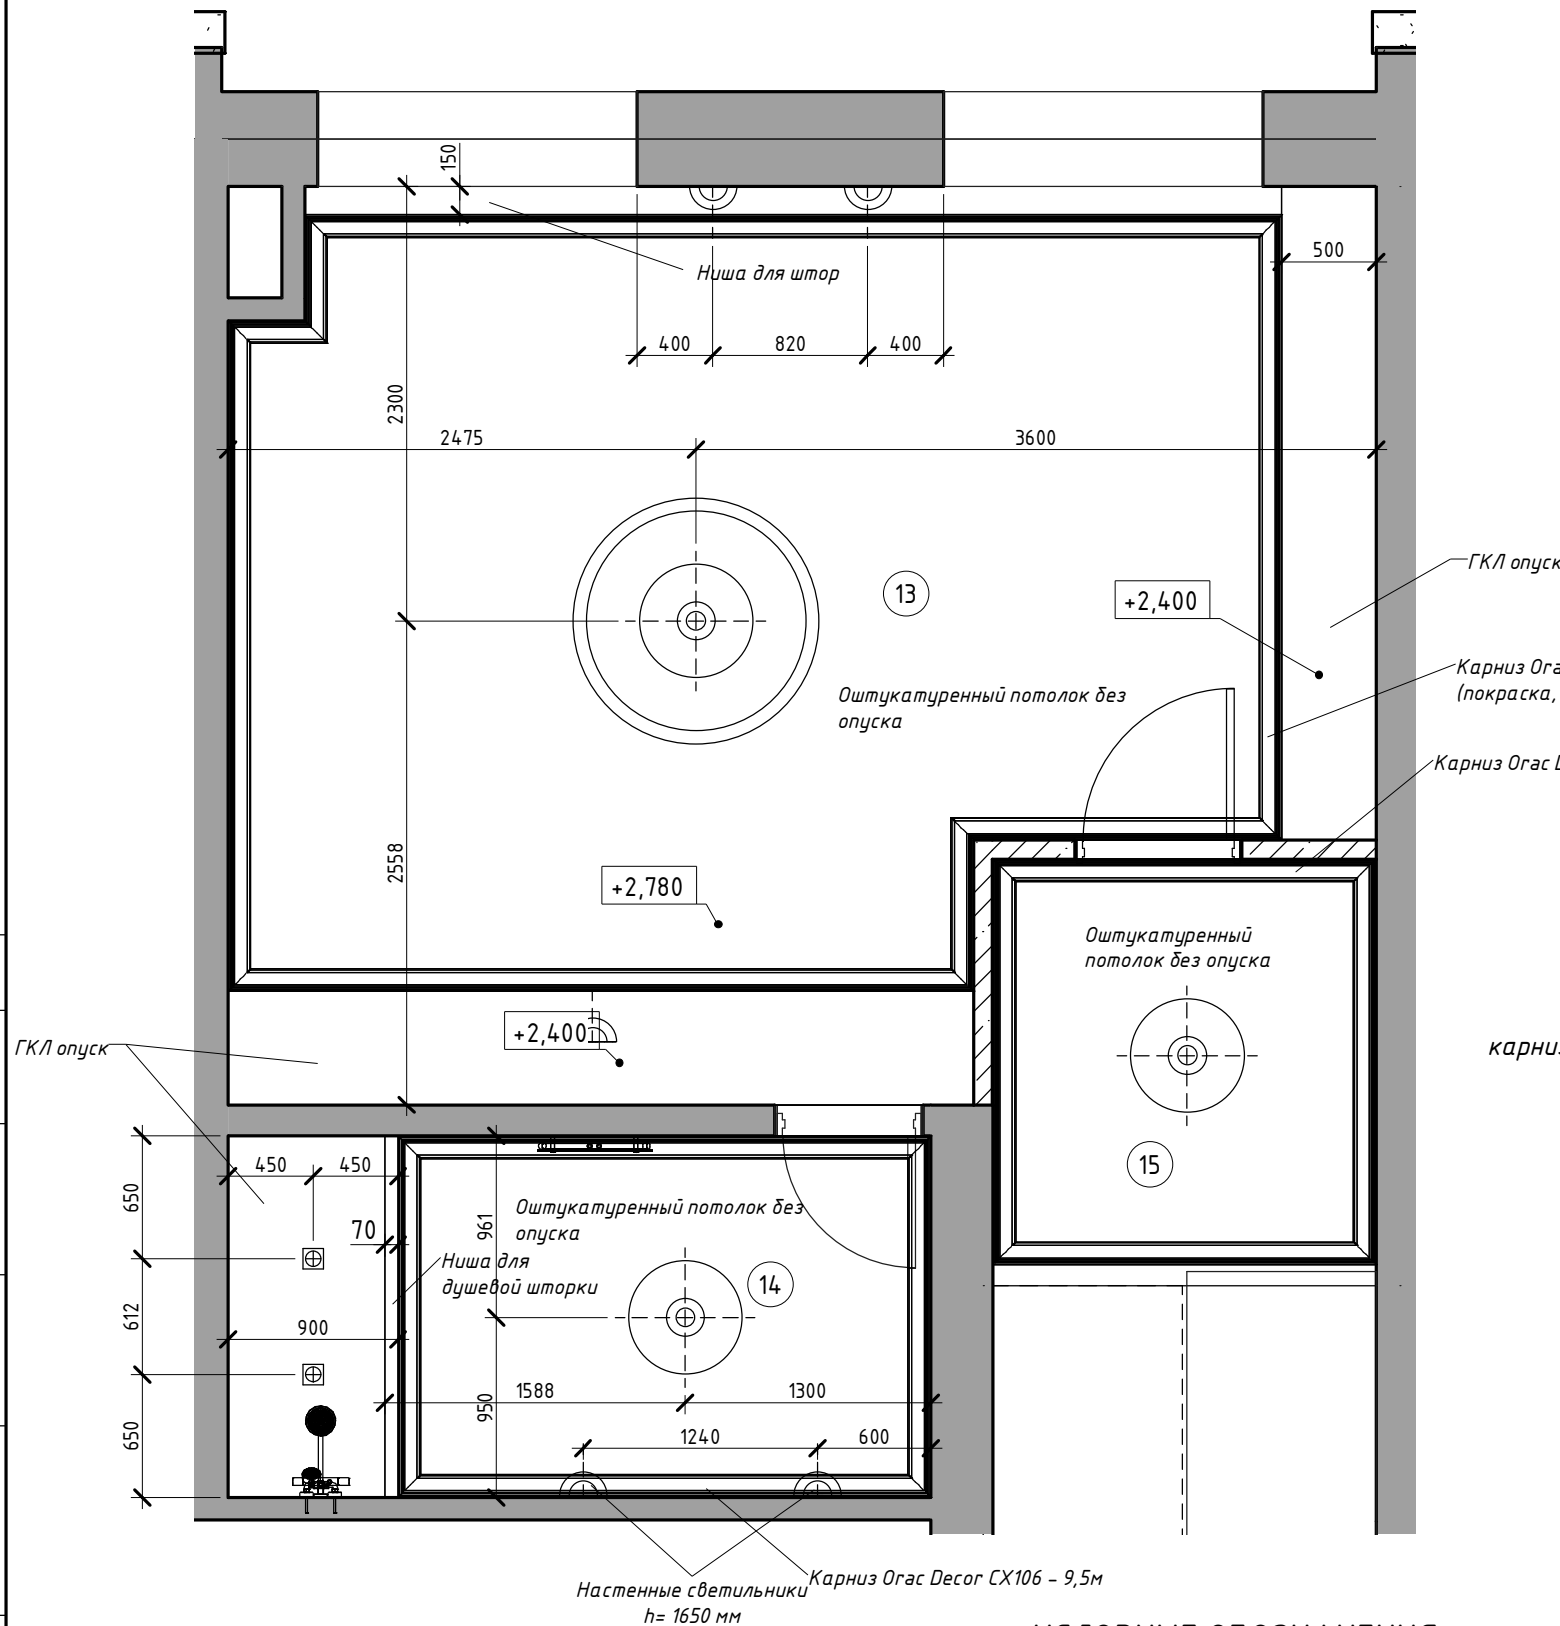 150
500
Ниша для штор
400
820
400
2300
2475
3600
ГКЛ опуск
13
+2,400
Карниз Ora
(покраска,
Оштукатуренный потолок без
опуска
Карниз Orac
2558
+2,780
Оштукатуренный
потолок без опуска
+2,400
ГКЛ опуск
450
450
15
650
70
961
Оштукатуренный потолок без
опуска
Ниша для
душевой шторки
14
612
900
1588
1300
950
650
1240
600
Карниз Orac Decor CX106 - 9,5м
Настенные светильники
h= 1650 мм